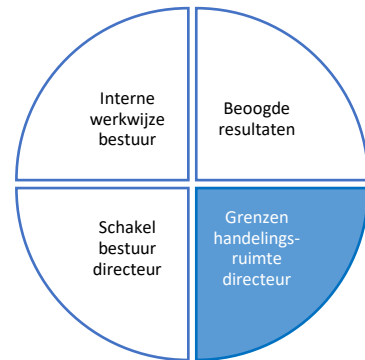 Interne
werkwijze
bestuur
Beoogde
resultaten
Schakel
bestuur
directeur
Grenzen
handelings-
ruimte
directeur